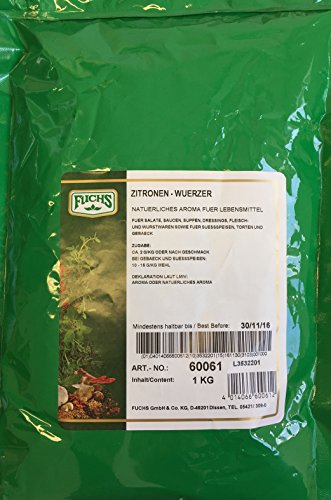 FUCHS
ZITRONEN - WUERZER
NATUERLICHES AROMA FUER LEBENSMITTEL
FUER SALATE, SAUCEN, SUPPEN, DRESSINGS, FLEISCH-
UND WURSTWAREN SOWIE FUER SUESSSPEISEN, TORTEN UND
GEBAECK
ZUGABE:
CA. 2 G/KG ODER NACH GESCHMACK
BEI GEBAECK UND SUESSSPEISEN:
10 - 15 G/KG MEHL
DEKLARATION LAUT LMIV:
AROMA ODER NATUERLICHES AROMA
Mindestens haltbar bis / Best Before: 30/11/16
ART.- NO.: 60061 L3532201
Inhalt/Content: 1 KG
4 014066 600612
FUCHS GmbH & Co. KG, D-49201 Dissen, TEL. 05421/ 309-0